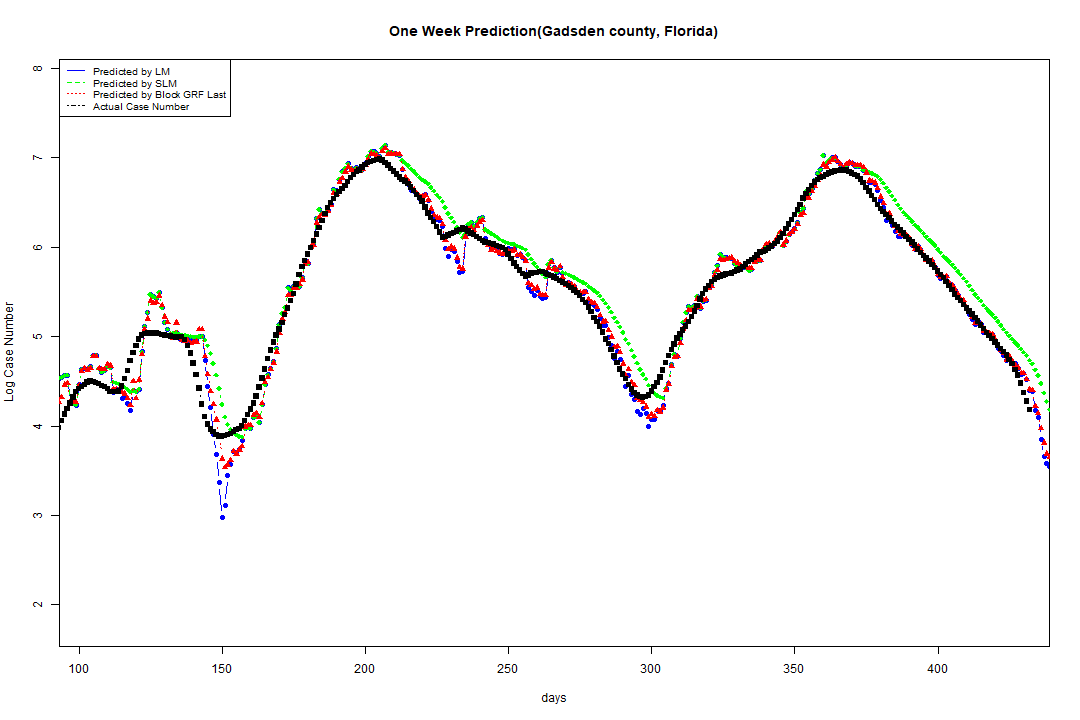 One Week Prediction(Gadsden county, Florida)
Predicted by LM
Predicted by SLM
Predicted by Block GRF Last
Actual Case Number
8
7
6
5
4
3
2
Log Case Number
100 150 200 250 300 350 400
days